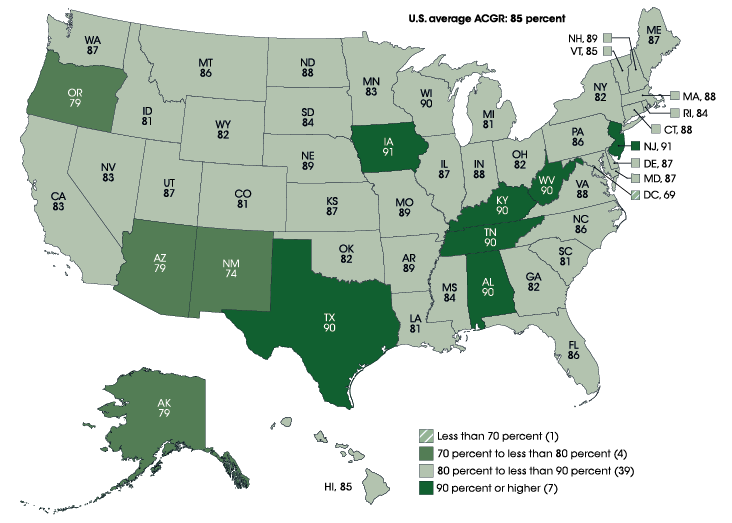 U.S. average ACGR: 85 percent
WA
87
OR
79
CA
83
NV
83
ID
81
MT
86
WY
82
UT
87
AZ
79
CO
81
NM
74
ND
88
SD
84
NE
89
KS
87
OK
82
TX
90
MN
83
IA
91
MO
89
AR
89
LA
81
WI
90
IL
87
MI
81
IN
88
OH
82
KY
90
TN
90
MS
84
AL
90
GA
82
FL
86
SC
81
NC
86
VA
88
WV
90
PA
86
NY
82
ME
87
NH, 89
VT, 85
MA, 88
RI, 84
CT, 88
NJ, 91
DE, 87
MD, 87
DC, 69
AK
79
HI, 85
Less than 70 percent (1)
70 percent to less than 80 percent (4)
80 percent to less than 90 percent (39)
90 percent or higher (7)